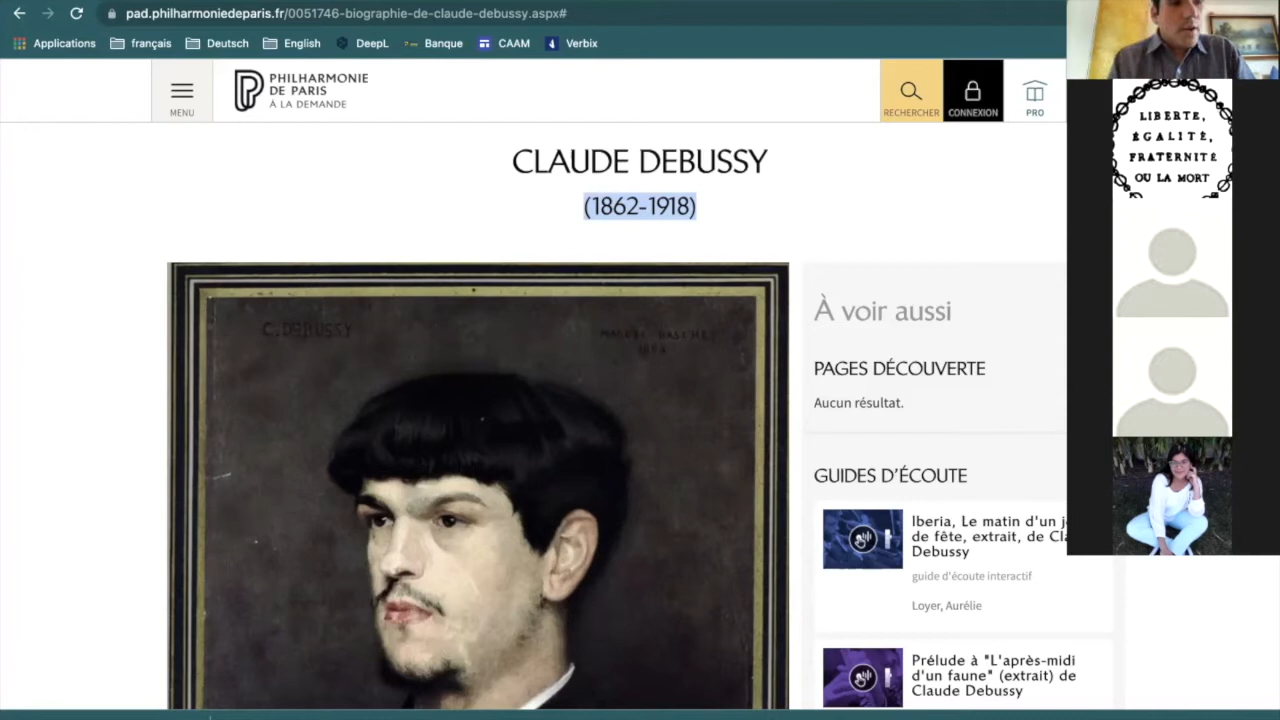 pad.philharmoniedeparis.fr/0051746-biographie-de-claude-debussy.aspx#
Applications français Deutsch English DeepL Banque CAAM Verbix
MENU
PHILHARMONIE
DE PARIS
À LA DEMANDE
RECHERCHER
CONNEXION
PRO
CLAUDE DEBUSSY
(1862-1918)
C. DEBUSSY
À voir aussi
PAGES DÉCOUVERTE
Aucun résultat.
GUIDES D'ÉCOUTE
Iberia, Le matin d'un j
de fête, extrait, de Cla
Debussy
guide d'écoute interactif
Loyer, Aurélie
Prélude à "L'après-midi
d'un faune" (extrait) de
Claude Debussy
LIBERTE,
ÉGALITÉ,
FRATERNITÉ
OU LA MORT